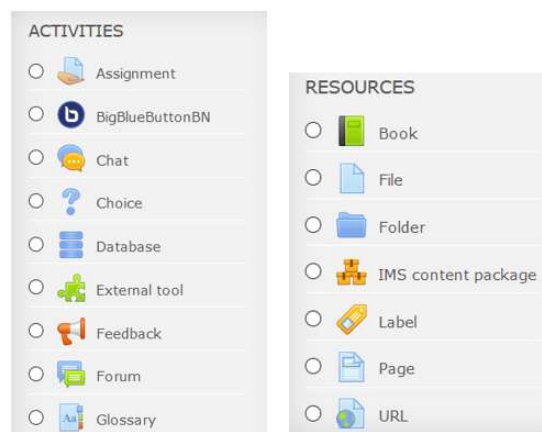 ACTIVITIES
Assignment
BigBlueButtonBN
Chat
Choice
Database
External tool
Feedback
Forum
Glossary
RESOURCES
Book
File
Folder
IMS content package
Label
Page
URL